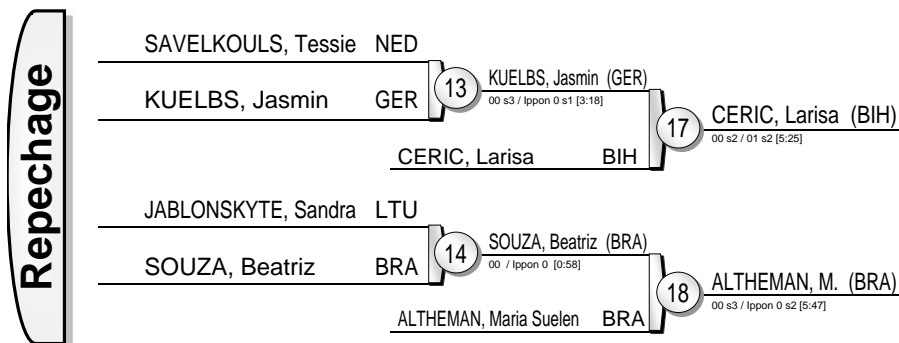 Repechage
SAVELKOULS, Tessie NED
KUELBS, Jasmin GER
13
KUELBS, Jasmin (GER)
00 s3 / Ippon 0 s1 [3:18]
CERIC, Larisa BIH
17
CERIC, Larisa (BIH)
00 s2 / 01 s2 [5:25]
JABLONSKYTE, Sandra LTU
SOUZA, Beatriz BRA
14
SOUZA, Beatriz (BRA)
00 / Ippon 0 [0:58]
ALTHEMAN, Maria Suelen BRA
18
ALTHEMAN, M. (BRA)
00 s3 / Ippon 0 s2 [5:47]